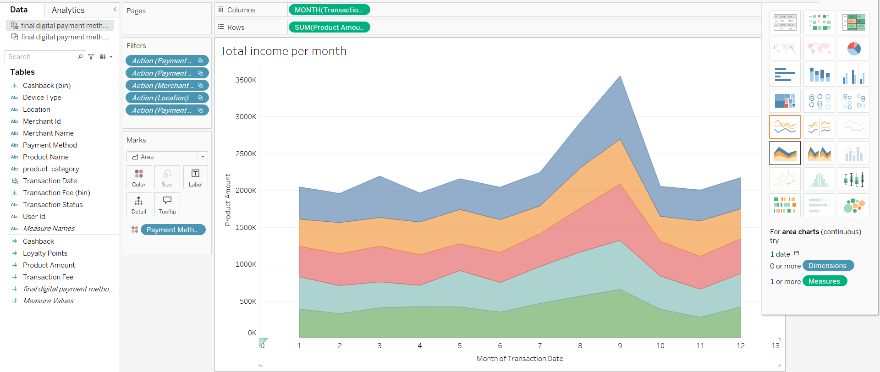 Data
Analytics
final digital payment meth...
final digital payment meth...
Search
Tables
Cashback (bin)
Device Type
Location
Merchant Id
Merchant Name
Payment Method
Product Name
product_category
Transaction Date
Transaction Fee (bin)
Transaction Status
User Id
Measure Names
Cashback
Loyalty Points
Product Amount
Transaction Fee
final digital payment metho...
Measure Values
Pages
Filters
Action (Payment ..
Action (Payment ..
Action (Merchant ..
Action (Location)
Action (Payment ..
Marks
Area
Color
Size
Label
Detail
Tooltip
Payment Meth..
Columns
MONTH(Transactio..
Rows
SUM(Product Amou..
Total income per month
Product Amount
3500K
3000K
2500K
2000K
1500K
1000K
500K
0K
0 1 2 3 4 5 6 7 8 9 10 11 12 13
Month of Transaction Date
For area charts (continuous)
try
1 date
0 or more Dimensions
1 or more Measures